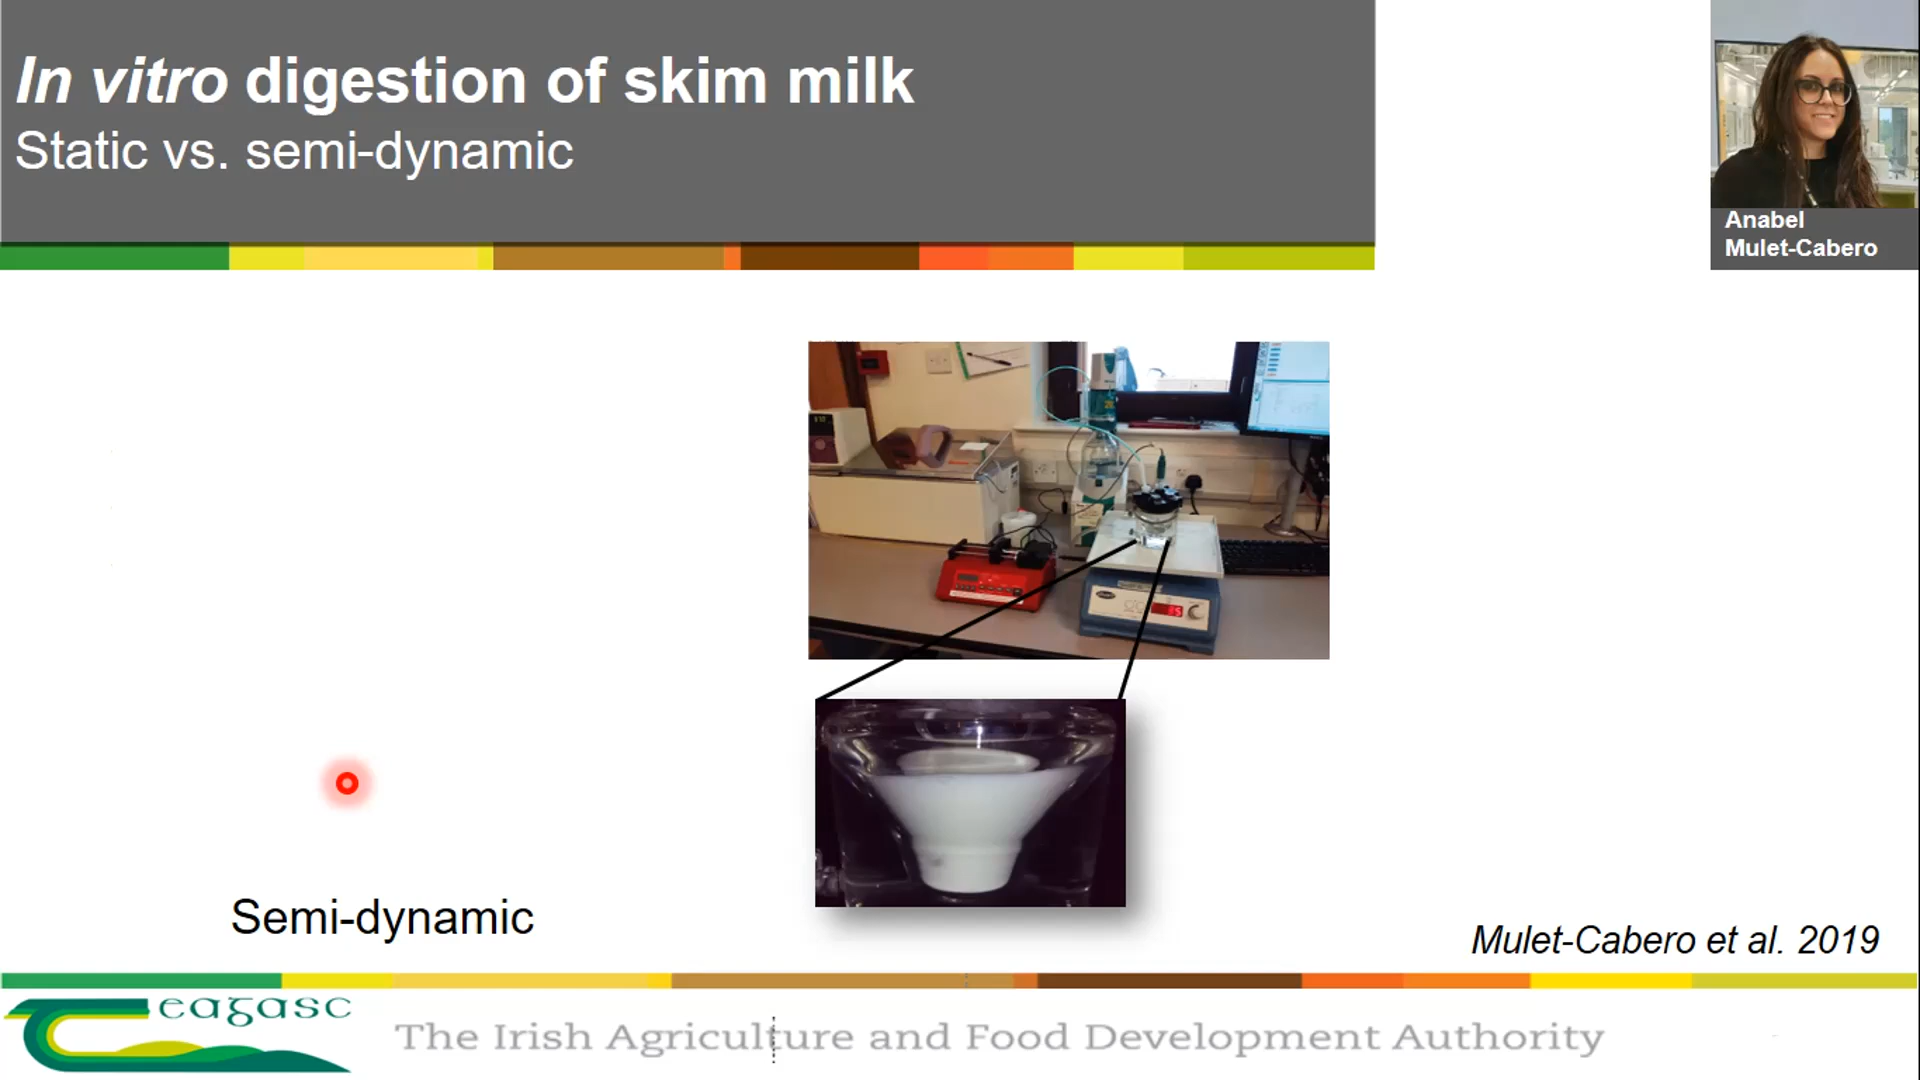 In vitro digestion of skim milk
Static vs. semi-dynamic
Anabel
Mulet-Cabero
Semi-dynamic
Mulet-Cabero et al. 2019
eagasc
The Irish Agriculture and Food Development Authority